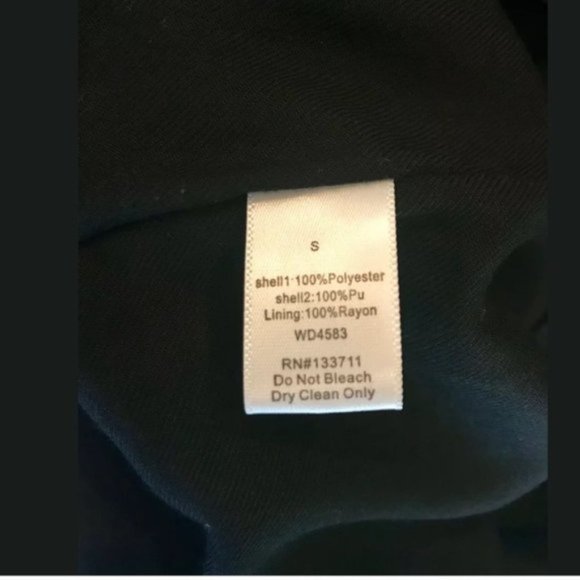 S
shell1:100%Polyester
shell2:100%Pu
Lining:100%Rayon
WD4583
RN#133711
Do Not Bleach
Dry Clean Only